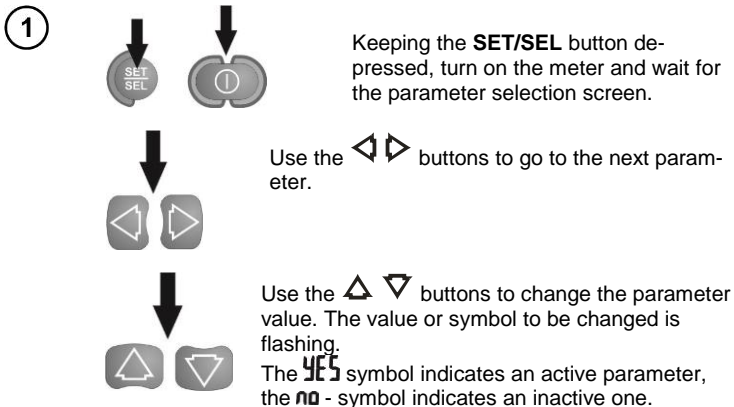 1
SET
SEL
Keeping the SET/SEL button de-
pressed, turn on the meter and wait for
the parameter selection screen.
Use the buttons to go to the next param-
eter.
Use the buttons to change the parameter
value. The value or symbol to be changed is
flashing.
The YES symbol indicates an active parameter,
the no - symbol indicates an inactive one.